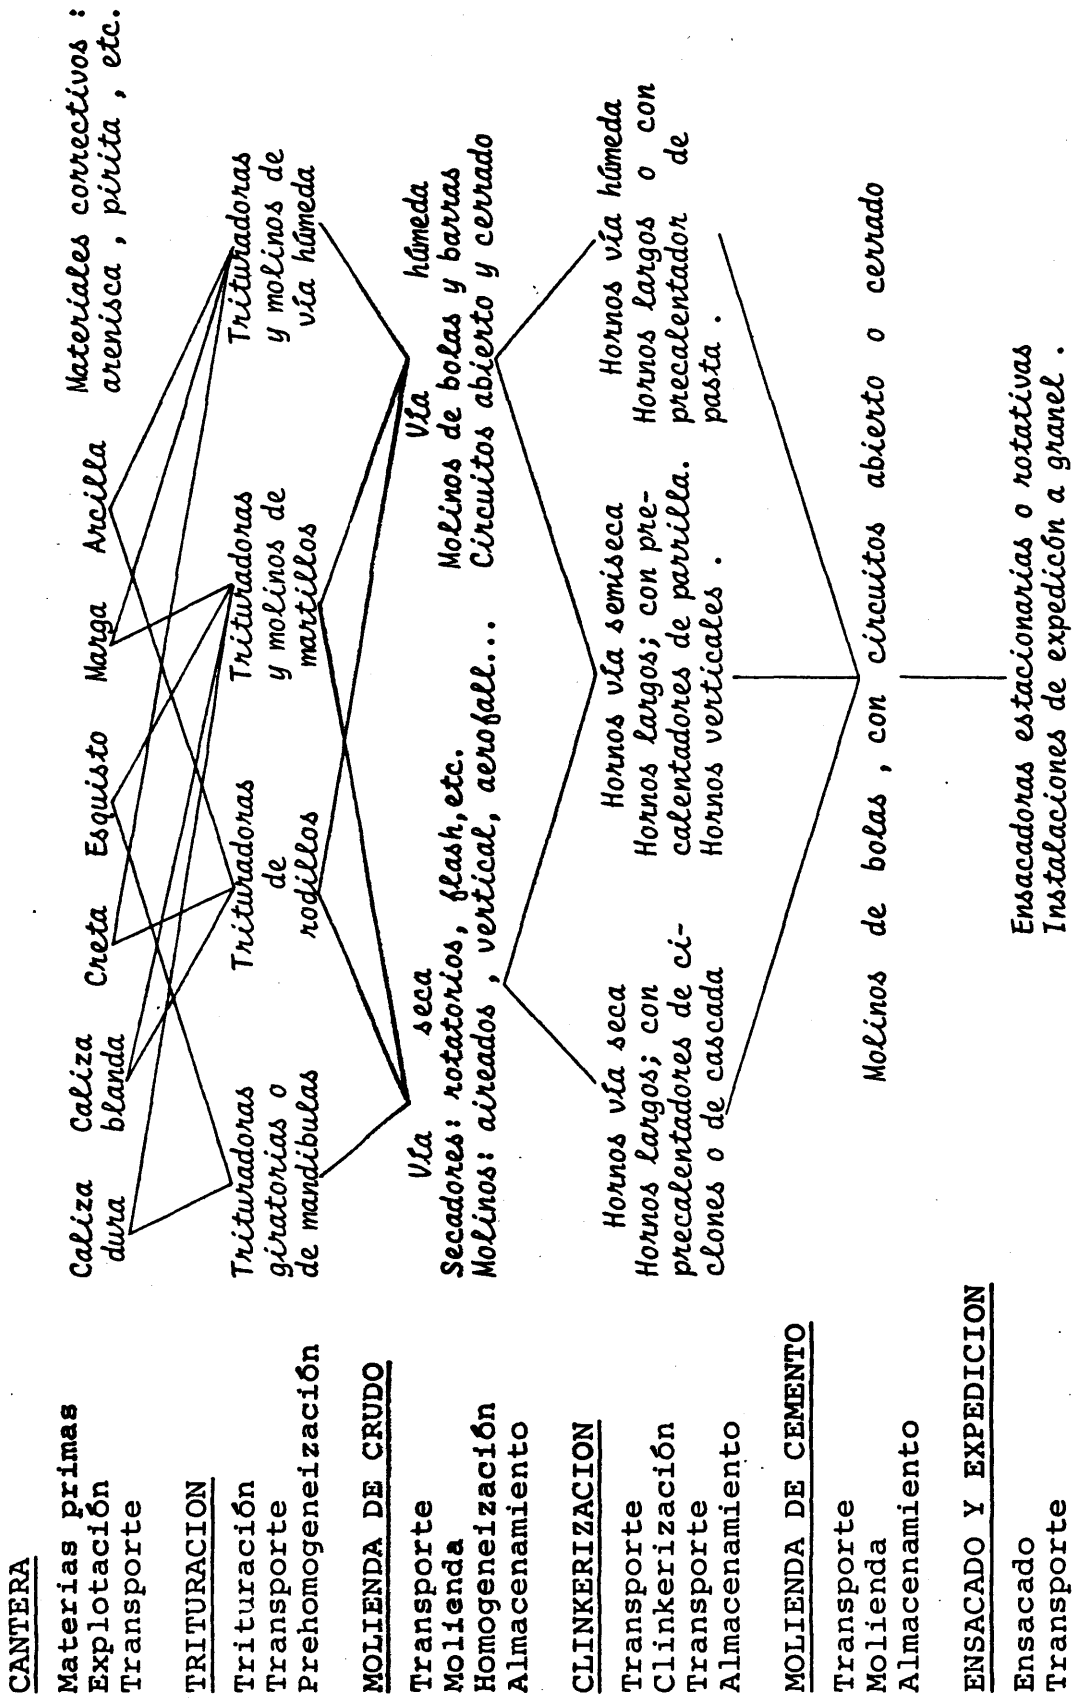 CANTERA
Materias primas
Explotación
Transporte
Caliza
dura
Caliza
blanda
Creta
Esquisto
Marga
Arcilla
Materiales correctivos :
arenisca , pirita , etc.
TRITURACION
Trituración
Transporte
Prehomogeneización
Trituradoras
giratorias o
de mandibulas
Trituradoras
de
rodillos
Trituradoras
y molinos de
martillos
Trituradoras
y molinos de
vía húmeda
MOLIENDA DE CRUDO
Transporte
Molienda
Homogeneización
Almacenamiento
Vía seca
Secadores: rotatorios, flash, etc.
Molinos: aireados , vertical, aerofall...
Vía húmeda
Molinos de bolas y barras
Circuitos abierto y cerrado
CLINKERIZACION
Transporte
Clinkerización
Transporte
Almacenamiento
Hornos vía seca
Hornos largos; con
precalentadores de ci-
clones o de cascada
Hornos vía semiseca
Hornos largos; con pre-
calentadores de parrilla.
Hornos verticales .
Hornos vía húmeda
Hornos largos o con
precalentador de
pasta .
MOLIENDA DE CEMENTO
Transporte
Molienda
Almacenamiento
Molinos de bolas , con circuitos abierto o cerrado
ENSACADO Y EXPEDICION
Ensacado
Transporte
Ensacadoras estacionarias o rotativas
Instalaciones de expedicón a granel .